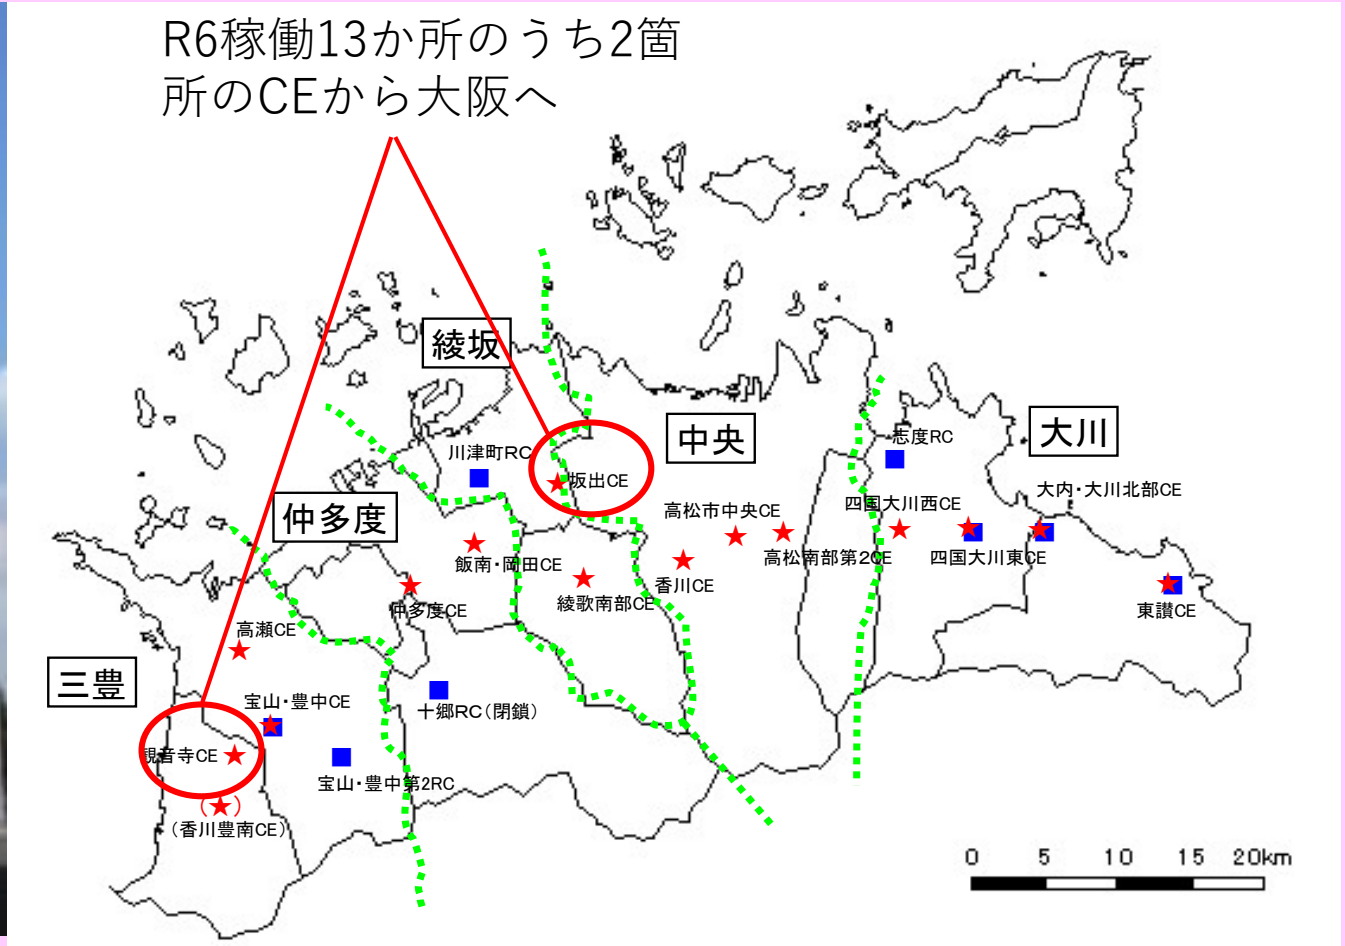 R6稼働13か所のうち2箇
所のCEから大阪へ
綾坂
中央
大川
志度RC
川津町RC
坂出CE
大内・大川北部CE
仲多度
高松市中央CE
四国大川西CE
飯南・岡田CE
高松南部第2CE
四国大川東CE
香川CE
綾歌南部CE
仲多度CE
東讃CE
高瀬CE
三豊
宝山・豊中CE
十郷RC(閉鎖)
観音寺CE
宝山・豊中第2RC
(★)
(香川豊南CE)
0 5 10 15 20km